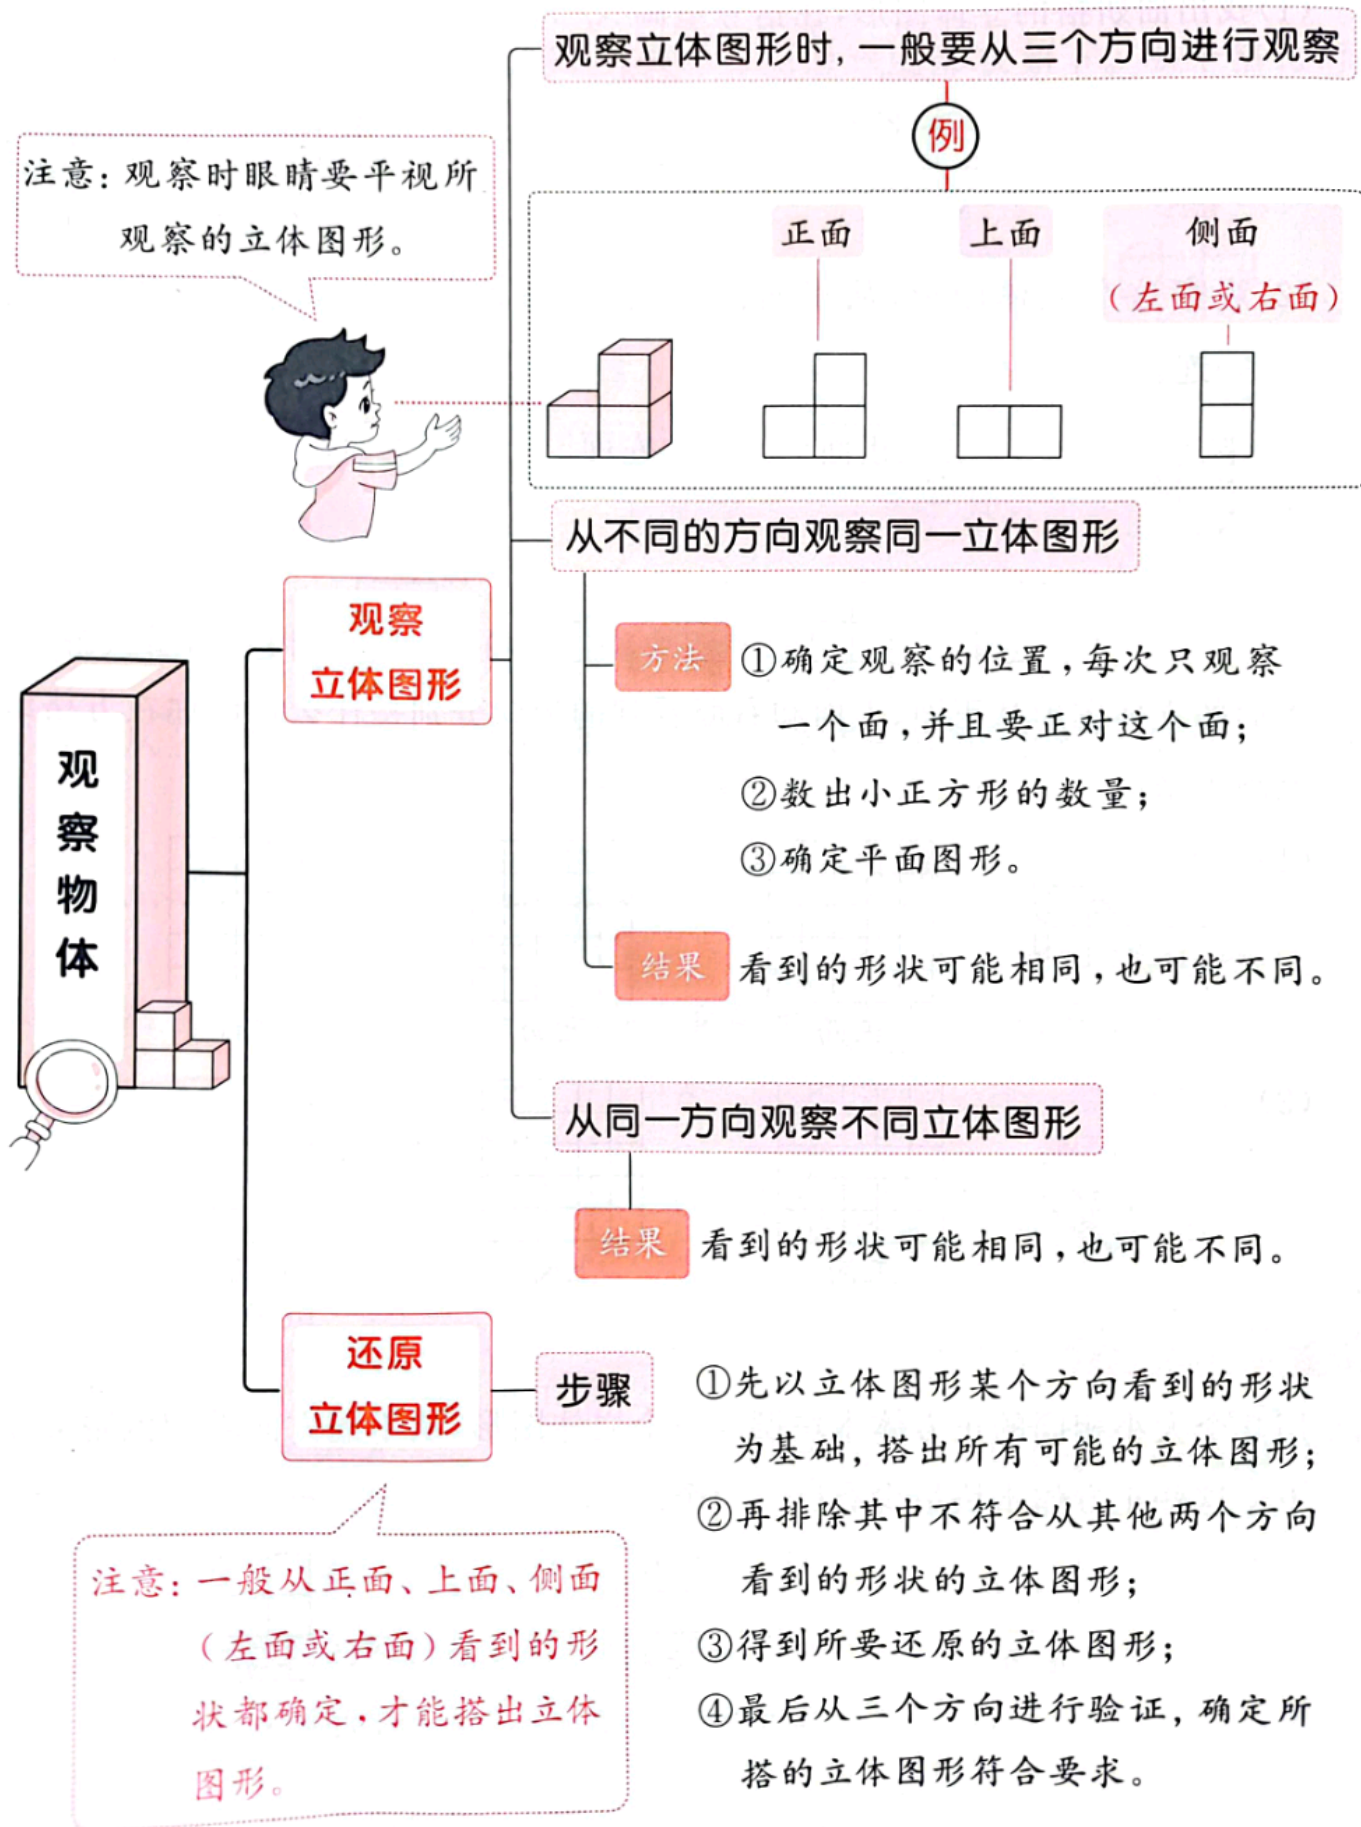 观察立体图形时，一般要从三个方向进行观察
例
注意：观察时眼睛要平视所
观察的立体图形。
正面
上面
侧面
（左面或右面）
从不同的方向观察同一立体图形
观察
立体图形
方法
①确定观察的位置，每次只观察
一个面，并且要正对这个面；
②数出小正方形的数量；
③确定平面图形。
观察物体
结果
看到的形状可能相同，也可能不同。
从同一方向观察不同立体图形
结果
看到的形状可能相同，也可能不同。
还原
立体图形
步骤
①先以立体图形某个方向看到的形状
为基础，搭出所有可能的立体图形；
②再排除其中不符合从其他两个方向
看到的形状的立体图形；
③得到所要还原的立体图形；
④最后从三个方向进行验证，确定所
搭的立体图形符合要求。
注意：一般从正面、上面、侧面
（左面或右面）看到的形
状都确定，才能搭出立体
图形。